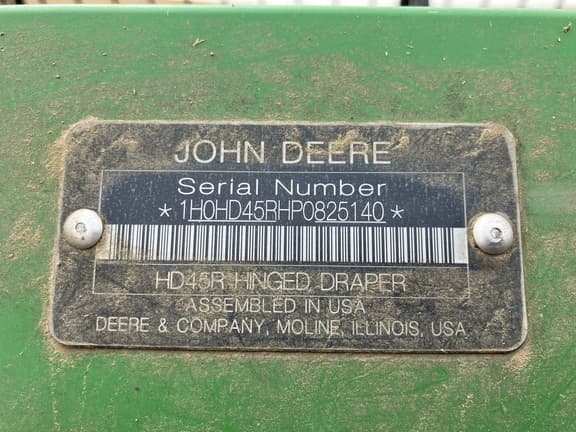 JOHN DEERE
Serial Number
*1H0HD45RHP0825140*
HD45R HINGED DRAPER
ASSEMBLED IN USA
DEERE & COMPANY, MOLINE, ILLINOIS, USA